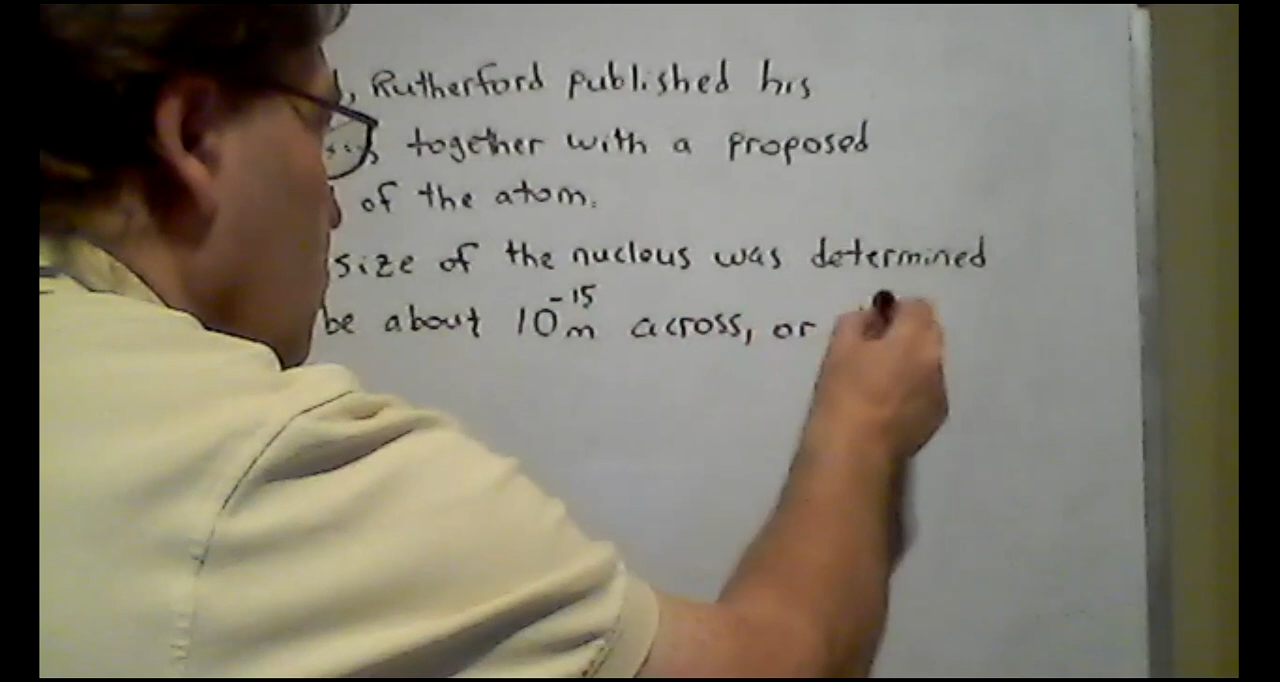 , Rutherford published his
together with a proposed
of the atom.
size of the nucleus was determined
be about 10⁻¹⁵m across, or